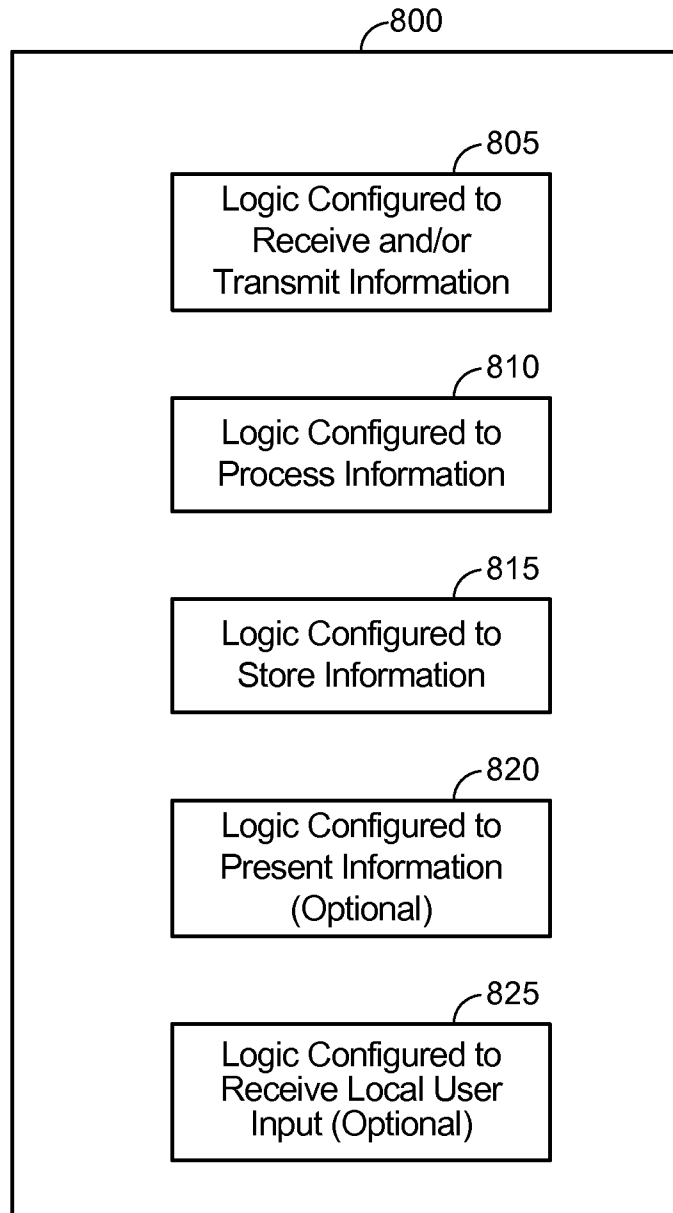 800
805
Logic Configured to
Receive and/or
Transmit Information
810
Logic Configured to
Process Information
815
Logic Configured to
Store Information
820
Logic Configured to
Present Information
(Optional)
825
Logic Configured to
Receive Local User
Input (Optional)